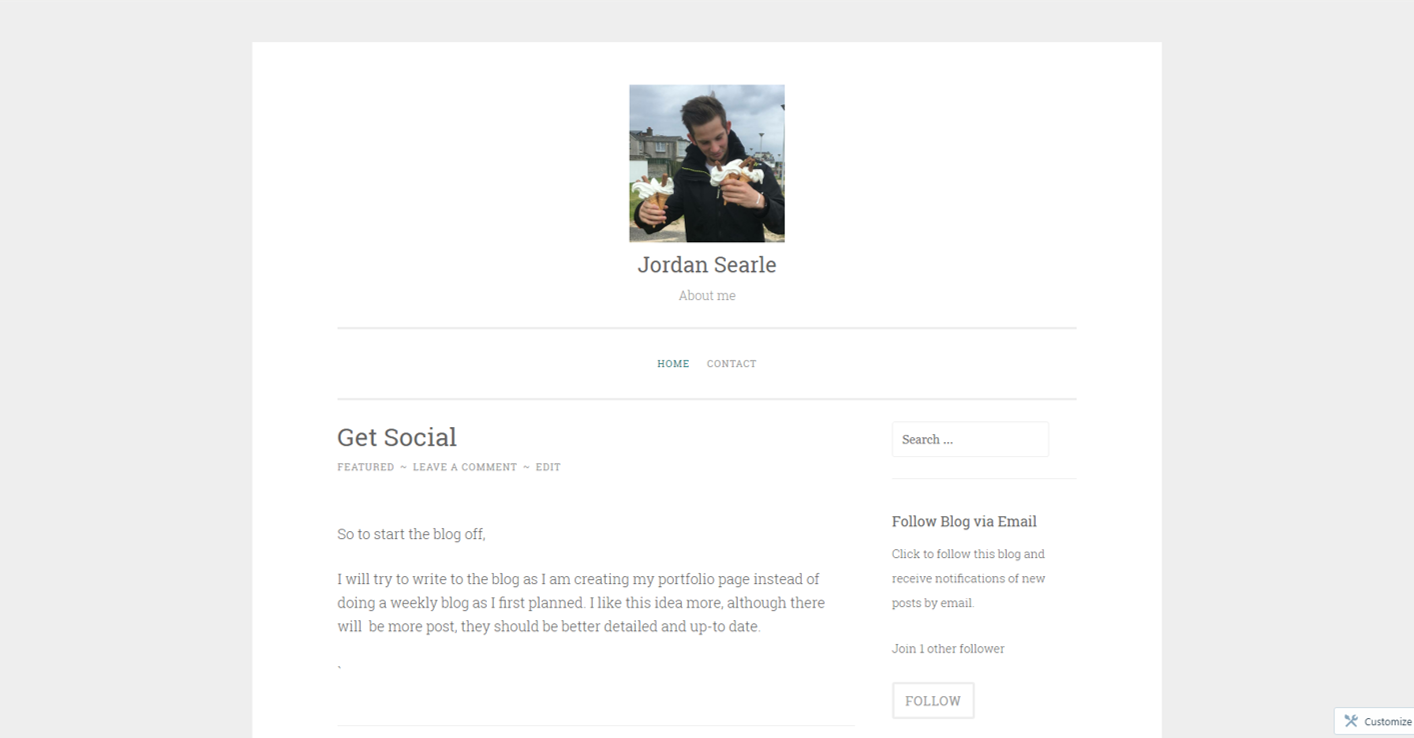 Jordan Searle
About me
HOME CONTACT
Get Social
FEATURED ~ LEAVE A COMMENT ~ EDIT
So to start the blog off,
I will try to write to the blog as I am creating my portfolio page instead of
doing a weekly blog as I first planned. I like this idea more, although there
will  be more post, they should be better detailed and up-to date.
`
Search ...
Follow Blog via Email
Click to follow this blog and
receive notifications of new
posts by email.
Join 1 other follower
FOLLOW
Customize